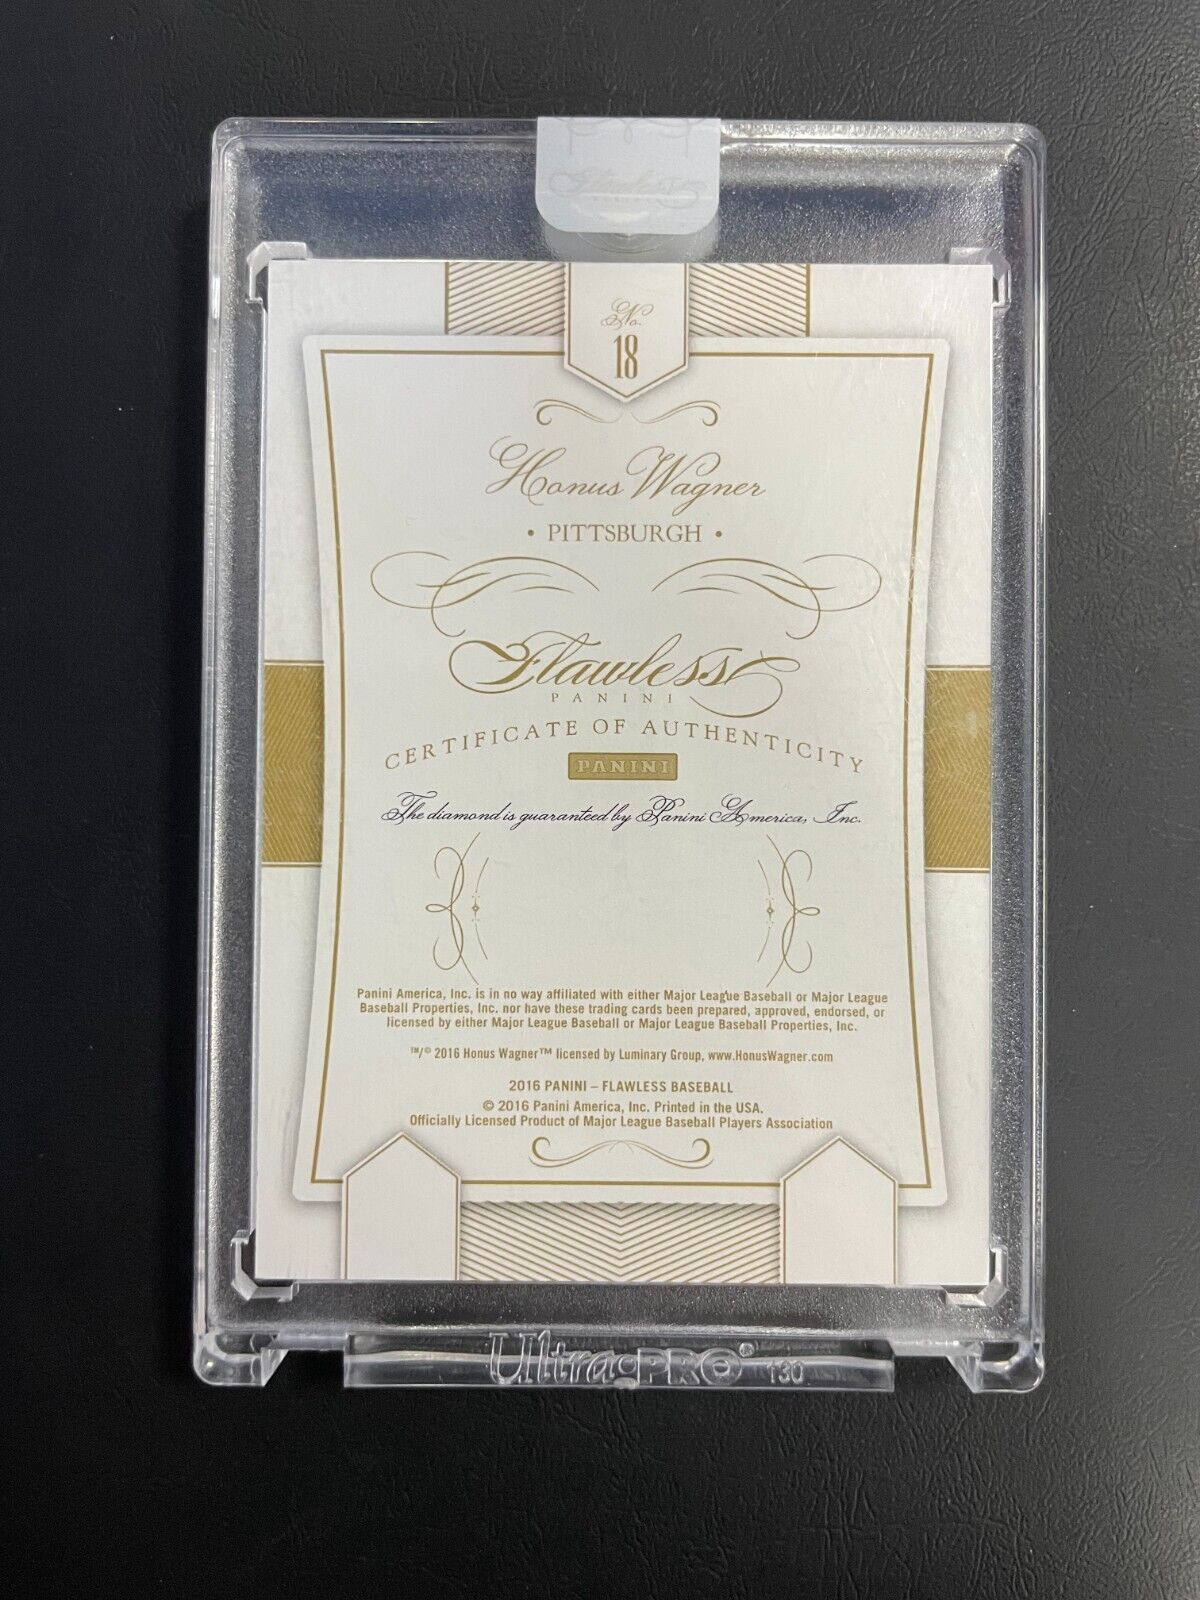 Flawless
PANINI
No.
18
Honus Wagner
• PITTSBURGH •
Flawless
PANINI
CERTIFICATE OF AUTHENTICITY
PANINI
The diamond is guaranteed by Panini America, Inc.
Panini America, Inc. is in no way affiliated with either Major League Baseball or Major League
Baseball Properties, Inc. nor have these trading cards been prepared, approved, endorsed, or
licensed by either Major League Baseball or Major League Baseball Properties, Inc.
™/© 2016 Honus Wagner™ licensed by Luminary Group, www.HonusWagner.com
2016 PANINI – FLAWLESS BASEBALL
© 2016 Panini America, Inc. Printed in the USA.
Officially Licensed Product of Major League Baseball Players Association
Ultra•PRO® 130